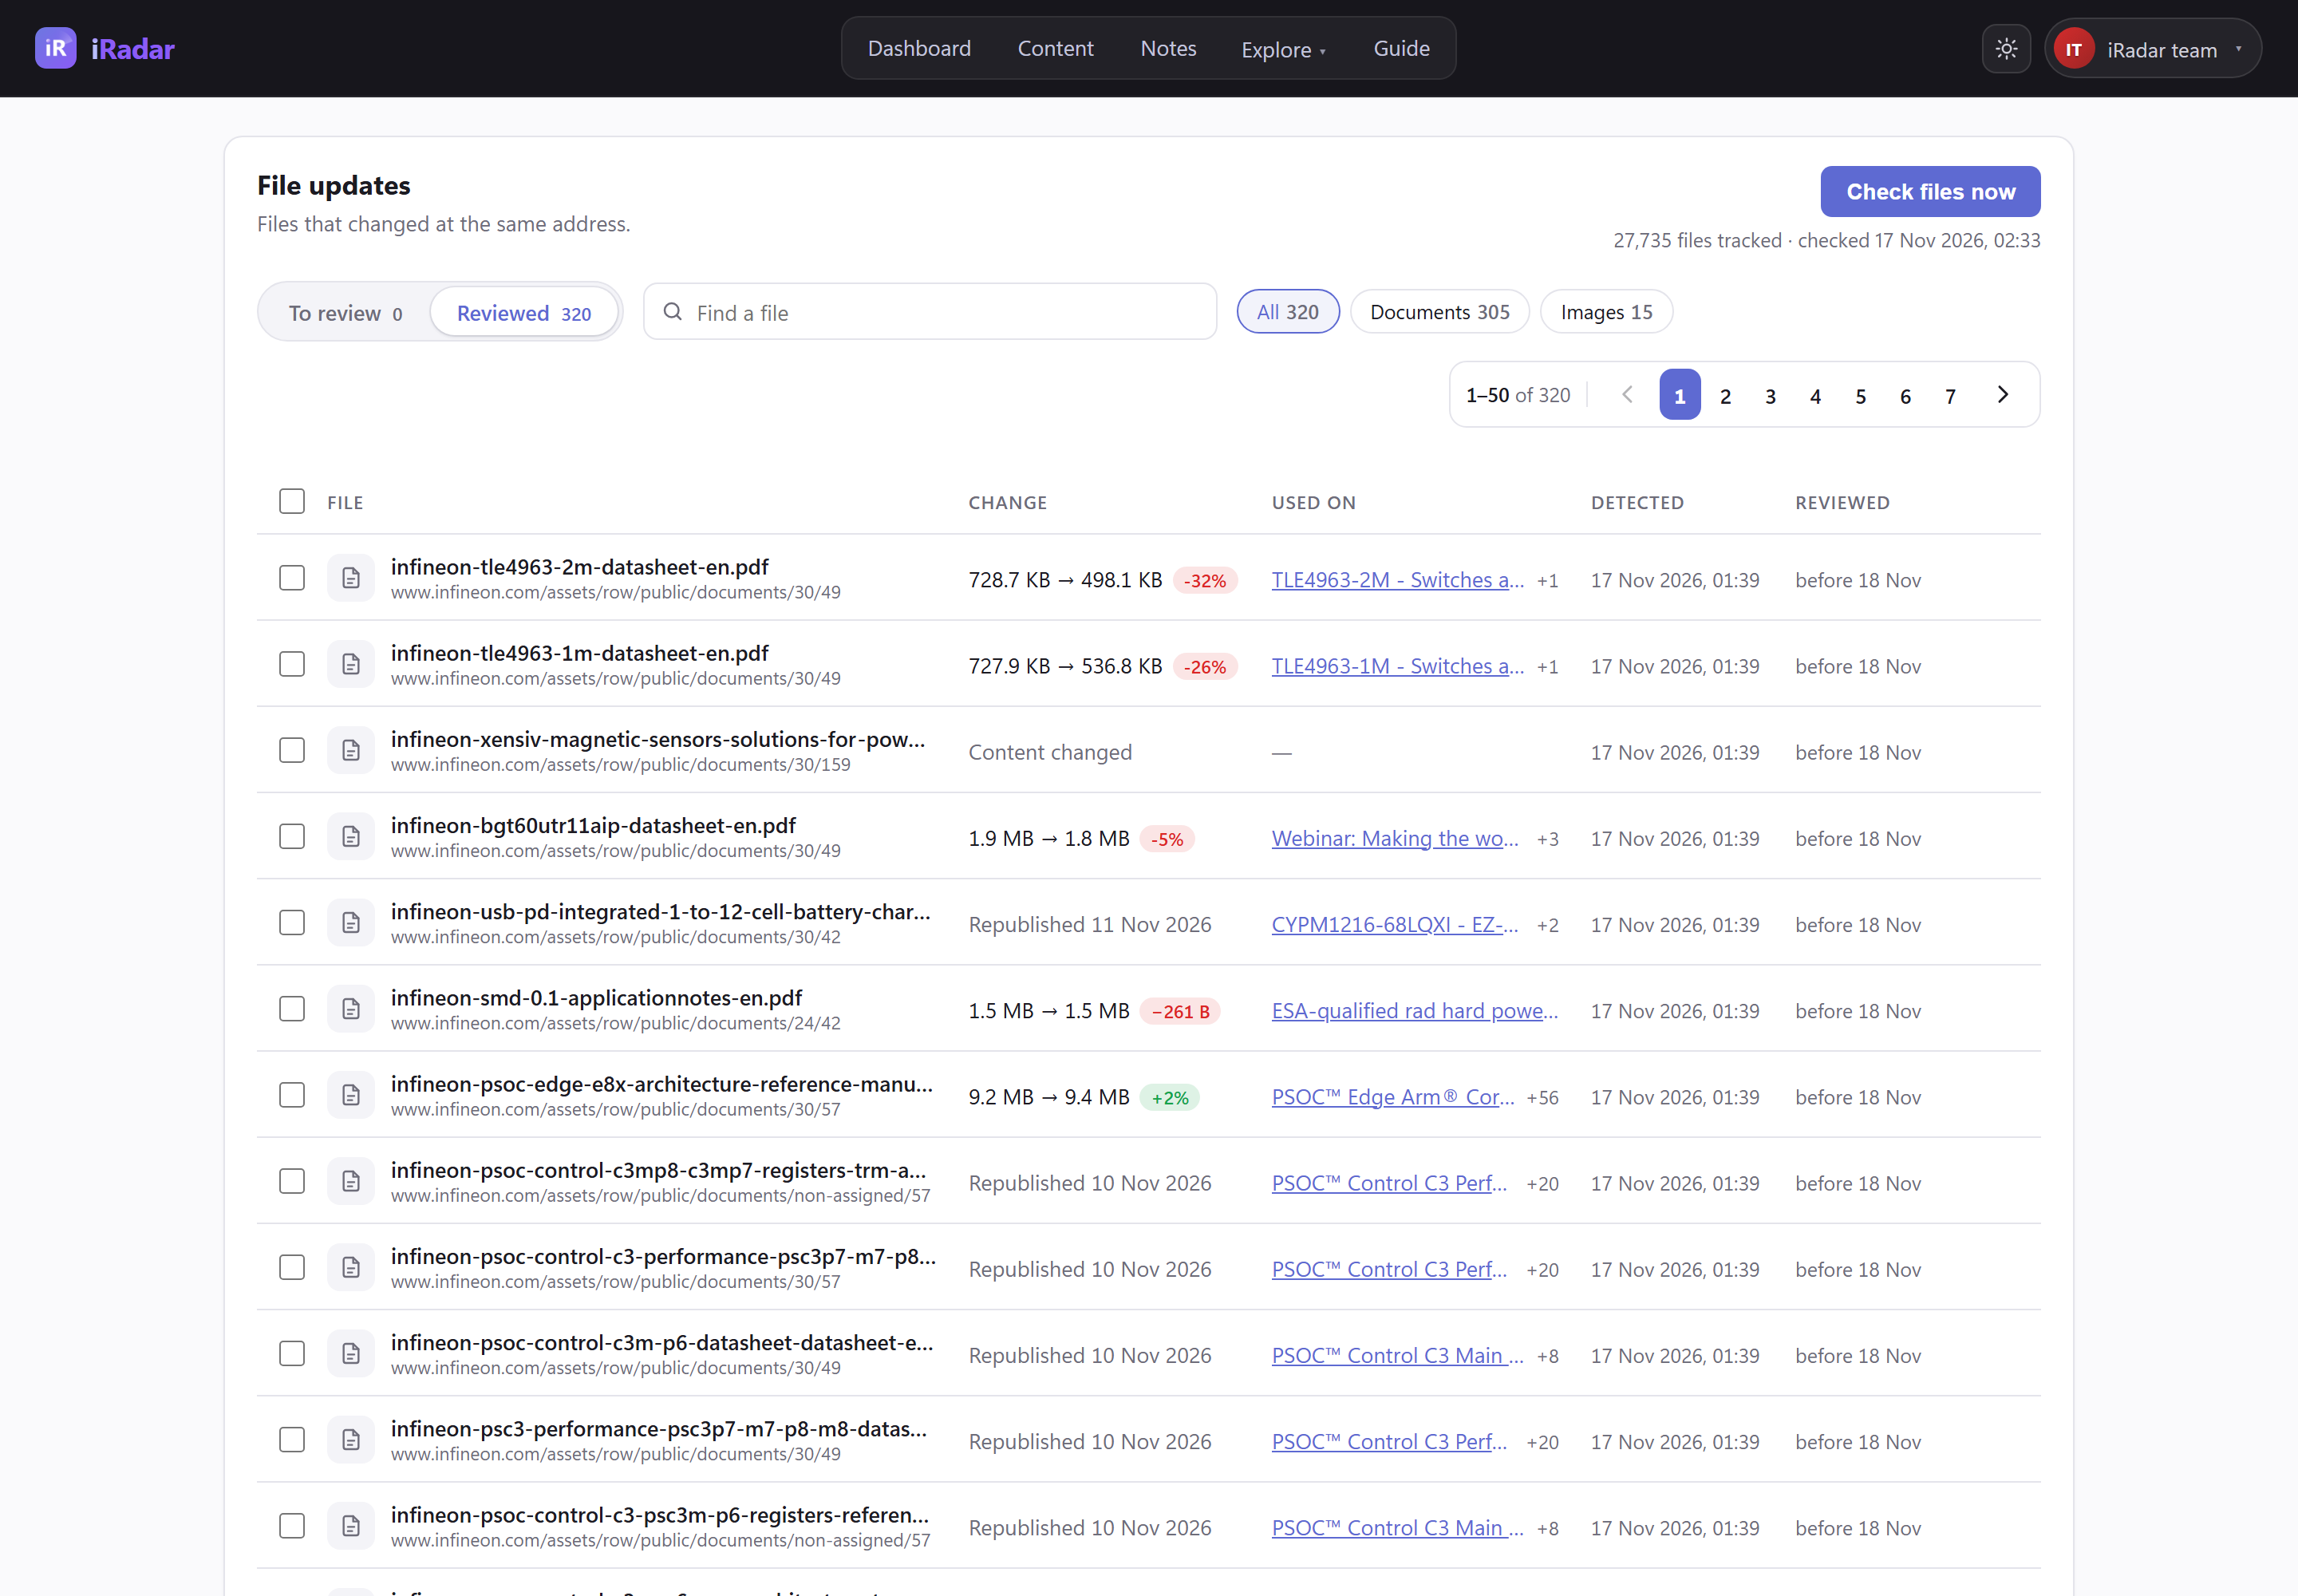 iR iRadar
Dashboard Content Notes Explore ▾ Guide
IT iRadar team ▾
File updates
Files that changed at the same address.
Check files now
27,735 files tracked · checked 17 Nov 2026, 02:33
To review 0 Reviewed 320
Find a file
All 320 Documents 305 Images 15
1–50 of 320 1 2 3 4 5 6 7
FILE CHANGE USED ON DETECTED REVIEWED
infineon-tle4963-2m-datasheet-en.pdf
www.infineon.com/assets/row/public/documents/30/49
728.7 KB → 498.1 KB -32% TLE4963-2M - Switches a... +1 17 Nov 2026, 01:39 before 18 Nov
infineon-tle4963-1m-datasheet-en.pdf
www.infineon.com/assets/row/public/documents/30/49
727.9 KB → 536.8 KB -26% TLE4963-1M - Switches a... +1 17 Nov 2026, 01:39 before 18 Nov
infineon-xensiv-magnetic-sensors-solutions-for-pow...
www.infineon.com/assets/row/public/documents/30/159
Content changed — 17 Nov 2026, 01:39 before 18 Nov
infineon-bgt60utr11aip-datasheet-en.pdf
www.infineon.com/assets/row/public/documents/30/49
1.9 MB → 1.8 MB -5% Webinar: Making the wo... +3 17 Nov 2026, 01:39 before 18 Nov
infineon-usb-pd-integrated-1-to-12-cell-battery-char...
www.infineon.com/assets/row/public/documents/30/42
Republished 11 Nov 2026 CYPM1216-68LQXI - EZ-... +2 17 Nov 2026, 01:39 before 18 Nov
infineon-smd-0.1-applicationnotes-en.pdf
www.infineon.com/assets/row/public/documents/24/42
1.5 MB → 1.5 MB −261 B ESA-qualified rad hard powe... 17 Nov 2026, 01:39 before 18 Nov
infineon-psoc-edge-e8x-architecture-reference-manu...
www.infineon.com/assets/row/public/documents/30/57
9.2 MB → 9.4 MB +2% PSOC™ Edge Arm® Cor... +56 17 Nov 2026, 01:39 before 18 Nov
infineon-psoc-control-c3mp8-c3mp7-registers-trm-a...
www.infineon.com/assets/row/public/documents/non-assigned/57
Republished 10 Nov 2026 PSOC™ Control C3 Perf... +20 17 Nov 2026, 01:39 before 18 Nov
infineon-psoc-control-c3-performance-psc3p7-m7-p8...
www.infineon.com/assets/row/public/documents/30/57
Republished 10 Nov 2026 PSOC™ Control C3 Perf... +20 17 Nov 2026, 01:39 before 18 Nov
infineon-psoc-control-c3m-p6-datasheet-datasheet-e...
www.infineon.com/assets/row/public/documents/30/49
Republished 10 Nov 2026 PSOC™ Control C3 Main ... +8 17 Nov 2026, 01:39 before 18 Nov
infineon-psc3-performance-psc3p7-m7-p8-m8-datas...
www.infineon.com/assets/row/public/documents/30/49
Republished 10 Nov 2026 PSOC™ Control C3 Perf... +20 17 Nov 2026, 01:39 before 18 Nov
infineon-psoc-control-c3-psc3m-p6-registers-referen...
www.infineon.com/assets/row/public/documents/non-assigned/57
Republished 10 Nov 2026 PSOC™ Control C3 Main ... +8 17 Nov 2026, 01:39 before 18 Nov